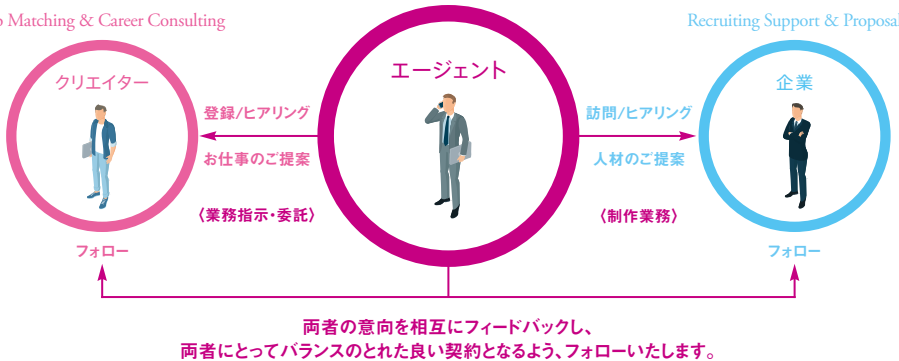 Matching & Career Consulting
Recruiting Support & Proposal
クリエイター
エージェント
企業
登録/ヒアリング
お仕事のご提案
〈業務指示・委託〉
訪問/ヒアリング
人材のご提案
〈制作業務〉
フォロー
フォロー
両者の意向を相互にフィードバックし、
両者にとってバランスのとれた良い契約となるよう、フォローいたします。